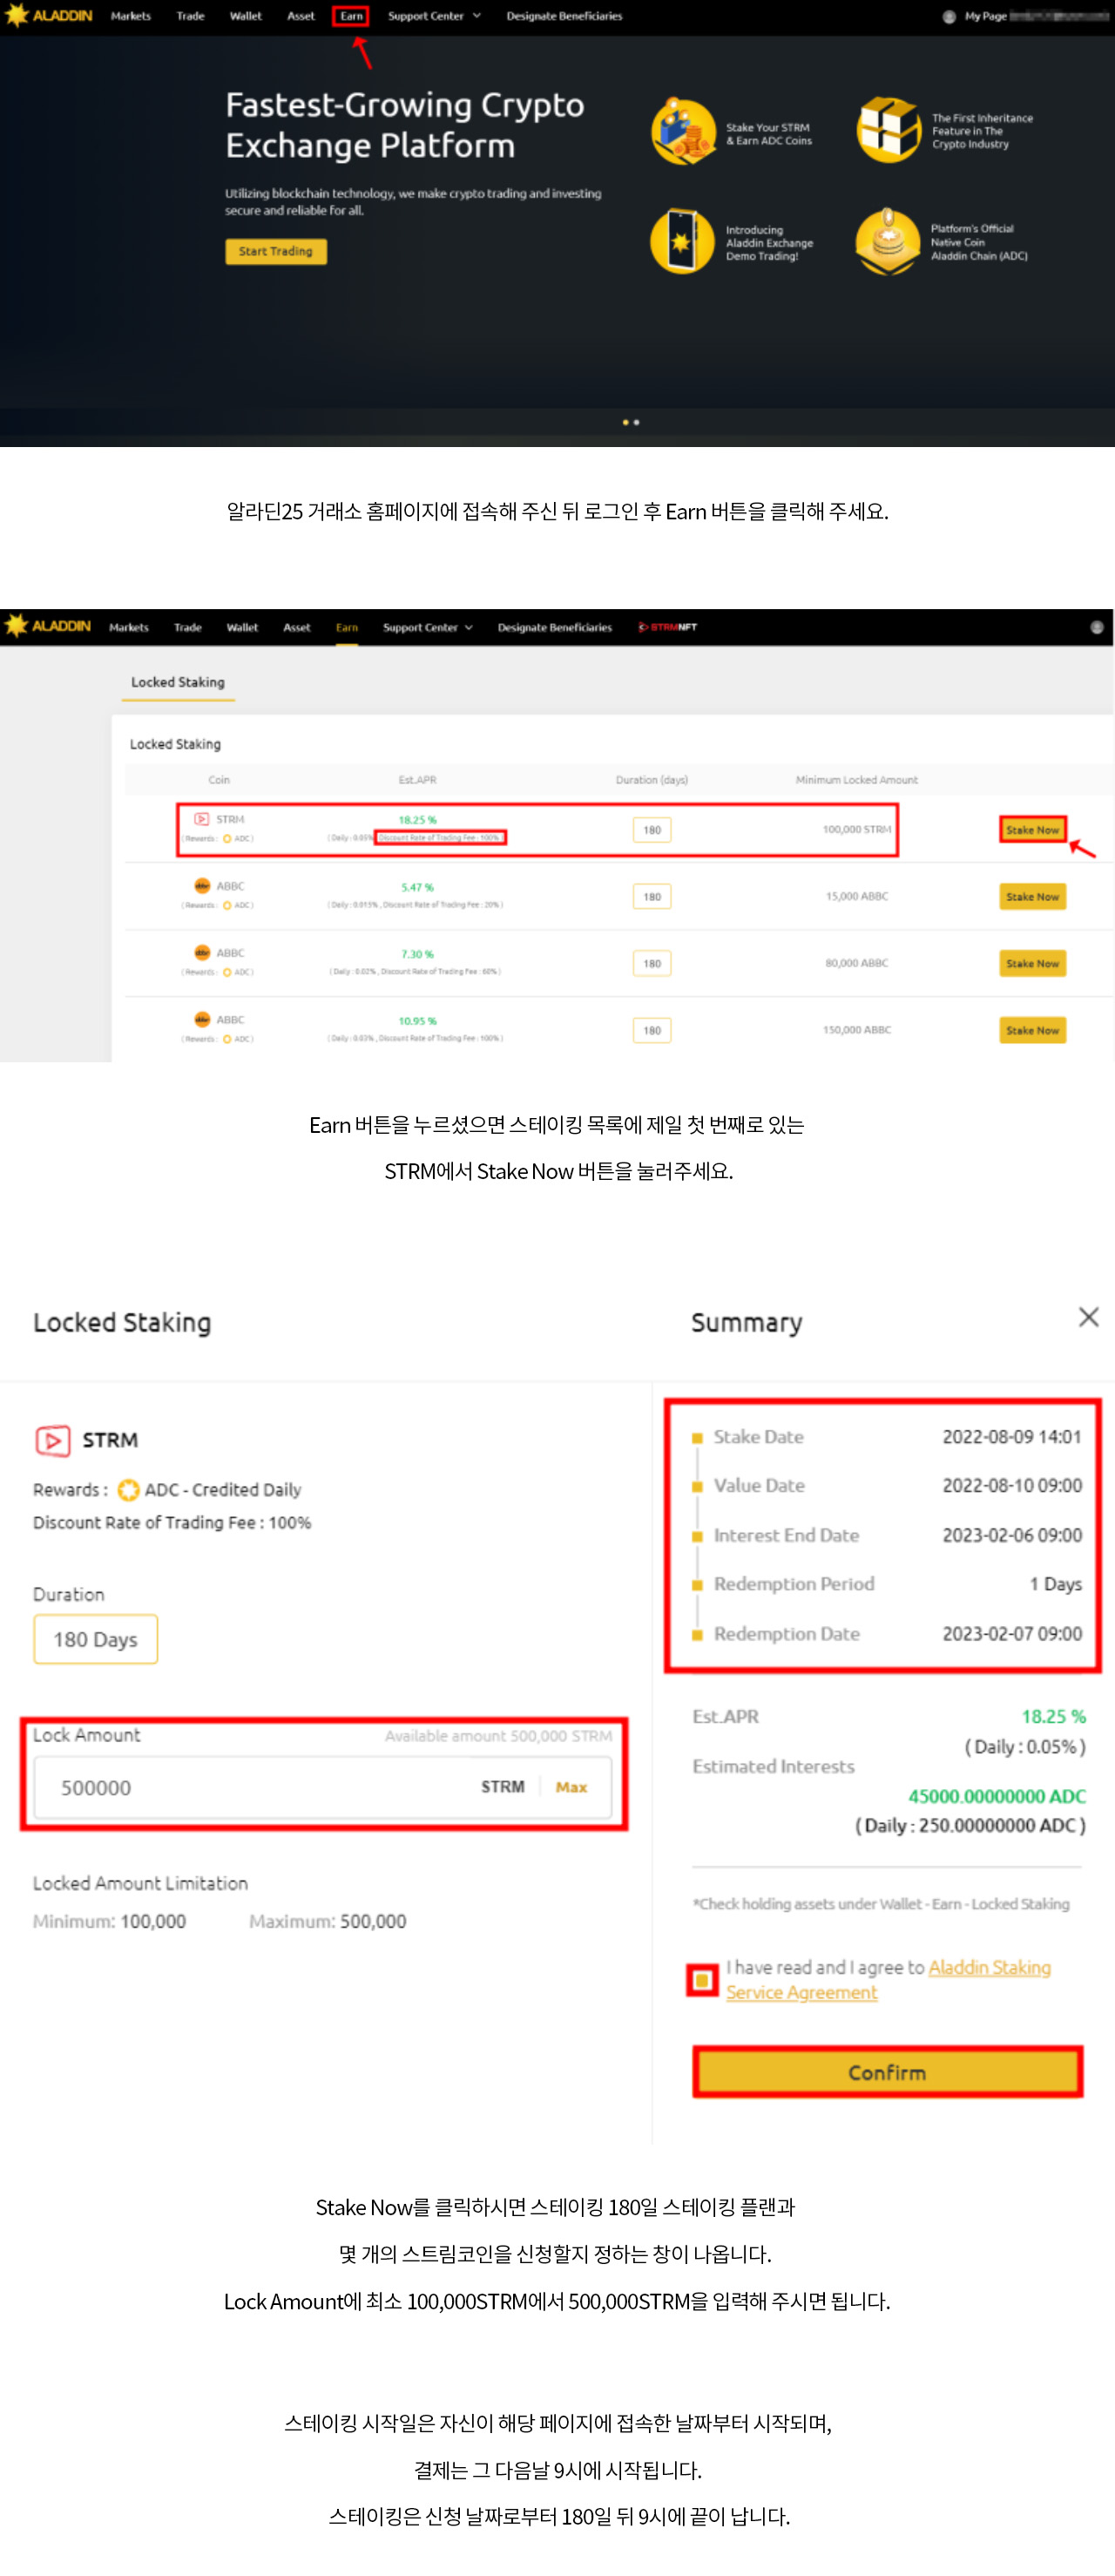 ALADDIN Markets Trade Wallet Asset Earn Support Center Designate Beneficiaries My Page
Fastest-Growing Crypto
Exchange Platform
Utilizing blockchain technology, we make crypto trading and investing
secure and reliable for all.
Start Trading
Stake Your STRM
& Earn ADC Coins
The First Inheritance
Feature in The
Crypto Industry
Introducing
Aladdin Exchange
Demo Trading!
Platform's Official
Native Coin
Aladdin Chain (ADC)
알라딘25 거래소 홈페이지에 접속해 주신 뒤 로그인 후 Earn 버튼을 클릭해 주세요.
ALADDIN Markets Trade Wallet Asset Earn Support Center Designate Beneficiaries STRMNFT
Locked Staking
Locked Staking
Coin Est.APR Duration (days) Minimum Locked Amount
STRM 18.25 % 180 100,000 STRM Stake Now
(Rewards : ADC) (Daily : 0.05% Discount Rate of Trading Fee : 100%)
ABBC 5.47 % 180 15,000 ABBC Stake Now
(Rewards : ADC) (Daily : 0.015% , Discount Rate of Trading Fee : 20%)
ABBC 7.30 % 180 80,000 ABBC Stake Now
(Rewards : ADC) (Daily : 0.02% , Discount Rate of Trading Fee : 60%)
ABBC 10.95 % 180 150,000 ABBC Stake Now
(Rewards : ADC) (Daily : 0.03% , Discount Rate of Trading Fee : 100%)
Earn 버튼을 누르셨으면 스테이킹 목록에 제일 첫 번째로 있는
STRM에서 Stake Now 버튼을 눌러주세요.
Locked Staking
STRM
Rewards : ADC - Credited Daily
Discount Rate of Trading Fee : 100%
Duration
180 Days
Lock Amount Available amount 500,000 STRM
500000 STRM Max
Locked Amount Limitation
Minimum: 100,000 Maximum: 500,000
Summary
Stake Date 2022-08-09 14:01
Value Date 2022-08-10 09:00
Interest End Date 2023-02-06 09:00
Redemption Period 1 Days
Redemption Date 2023-02-07 09:00
Est.APR 18.25 %
(Daily : 0.05%)
Estimated Interests
45000.00000000 ADC
(Daily : 250.00000000 ADC)
*Check holding assets under Wallet - Earn - Locked Staking
I have read and I agree to Aladdin Staking
Service Agreement
Confirm
Stake Now를 클릭하시면 스테이킹 180일 스테이킹 플랜과
몇 개의 스트림코인을 신청할지 정하는 창이 나옵니다.
Lock Amount에 최소 100,000STRM에서 500,000STRM을 입력해 주시면 됩니다.
스테이킹 시작일은 자신이 해당 페이지에 접속한 날짜부터 시작되며,
결제는 그 다음날 9시에 시작됩니다.
스테이킹은 신청 날짜로부터 180일 뒤 9시에 끝이 납니다.